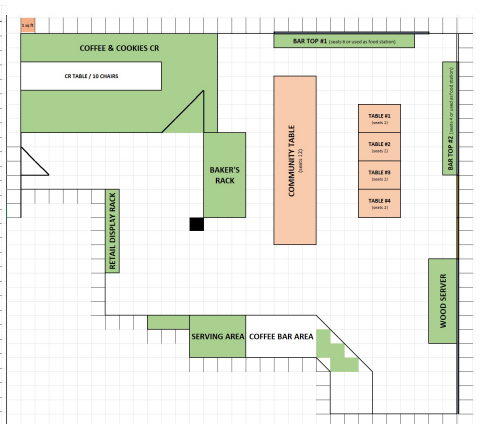 1 sq ft
COFFEE & COOKIES CR
CR TABLE / 10 CHAIRS
BAR TOP #1 (seats 6 or used as food station)
BAR TOP #2 (seats 4 or used as food station)
COMMUNITY TABLE
(seats 12)
TABLE #1
(seats 2)
TABLE #2
(seats 2)
TABLE #3
(seats 2)
TABLE #4
(seats 2)
BAKER'S
RACK
RETAIL DISPLAY RACK
WOOD SERVER
SERVING AREA
COFFEE BAR AREA